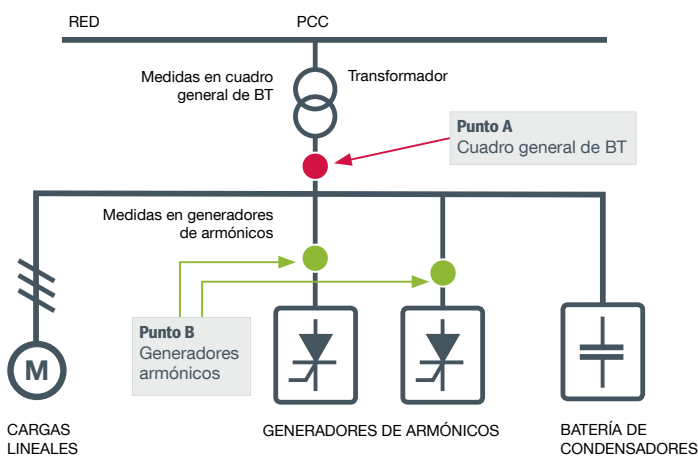 RED
PCC
Medidas en cuadro
general de BT
Transformador
Punto A
Cuadro general de BT
Medidas en generadores
de armónicos
Punto B
Generadores
armónicos
M
CARGAS
LINEALES
GENERADORES DE ARMÓNICOS
BATERÍA DE
CONDENSADORES